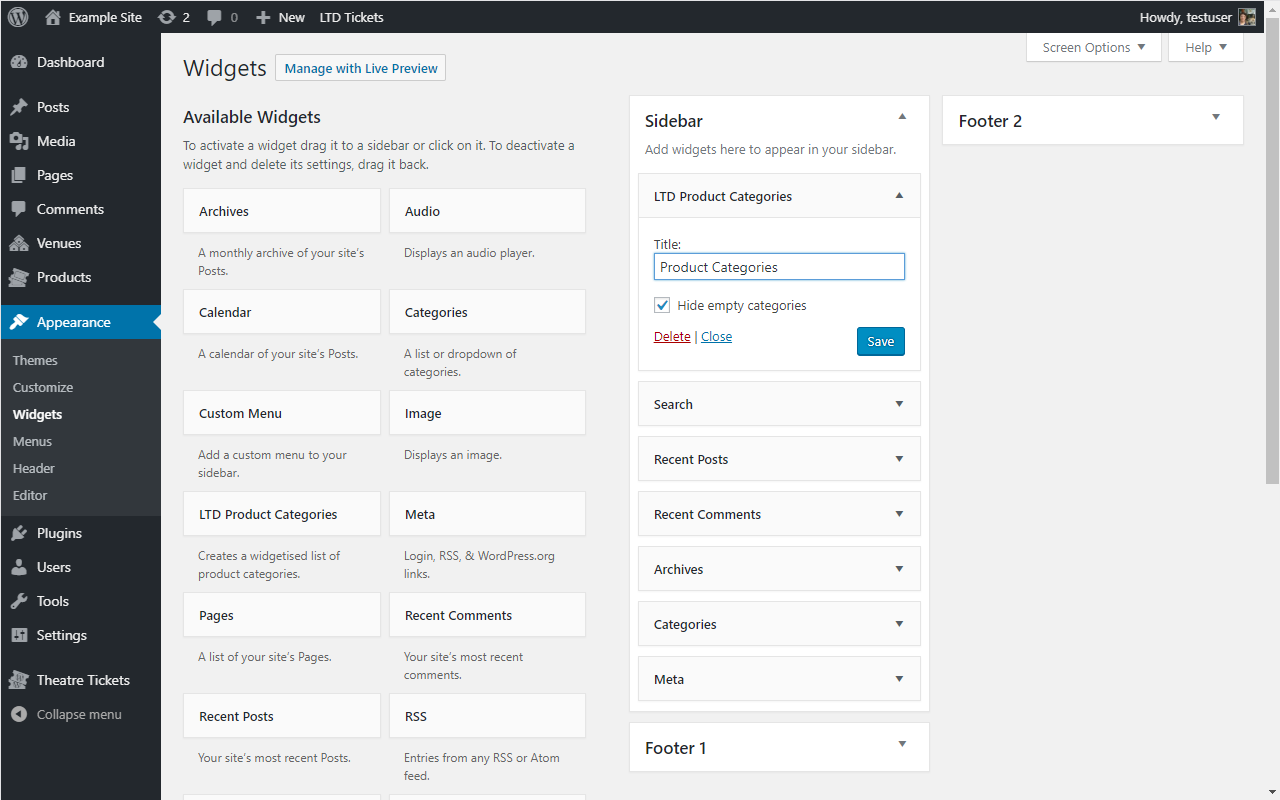 Example Site 2 0 New LTD Tickets Howdy, testuser
Screen Options Help
Dashboard
Posts
Media
Pages
Comments
Venues
Products
Appearance
Themes
Customize
Widgets
Menus
Header
Editor
Plugins
Users
Tools
Settings
Theatre Tickets
Collapse menu
Widgets Manage with Live Preview
Available Widgets
To activate a widget drag it to a sidebar or click on it. To deactivate a
widget and delete its settings, drag it back.
Archives
A monthly archive of your site’s
Posts.
Audio
Displays an audio player.
Calendar
A calendar of your site’s Posts.
Categories
A list or dropdown of
categories.
Custom Menu
Add a custom menu to your
sidebar.
Image
Displays an image.
LTD Product Categories
Creates a widgetised list of
product categories.
Meta
Login, RSS, & WordPress.org
links.
Pages
A list of your site’s Pages.
Recent Comments
Your site’s most recent
comments.
Recent Posts
Your site’s most recent Posts.
RSS
Entries from any RSS or Atom
feed.
Sidebar
Add widgets here to appear in your sidebar.
LTD Product Categories
Title:
Product Categories
Hide empty categories
Delete | Close Save
Search
Recent Posts
Recent Comments
Archives
Categories
Meta
Footer 1
Footer 2